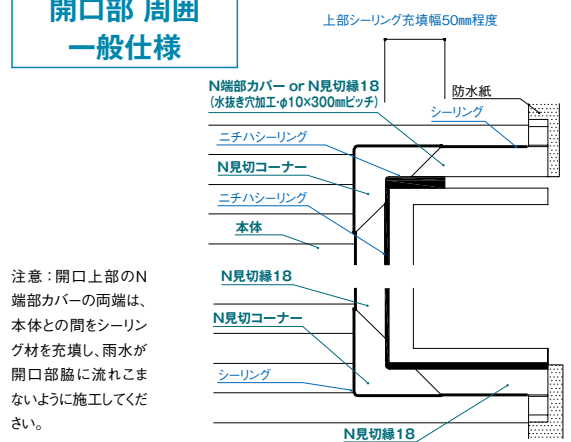 開口部 周囲
一般仕様
上部シーリング充填幅50㎜程度
N端部カバー or N見切縁18
(水抜き穴加工・φ10×300㎜ピッチ)
防水紙
シーリング
ニチハシーリング
N見切コーナー
ニチハシーリング
本体
N見切縁18
N見切コーナー
シーリング
N見切縁18
注意：開口上部のN
端部カバーの両端は、
本体との間をシーリン
グ材を充填し、雨水が
開口部脇に流れこま
ないように施工してくだ
さい。